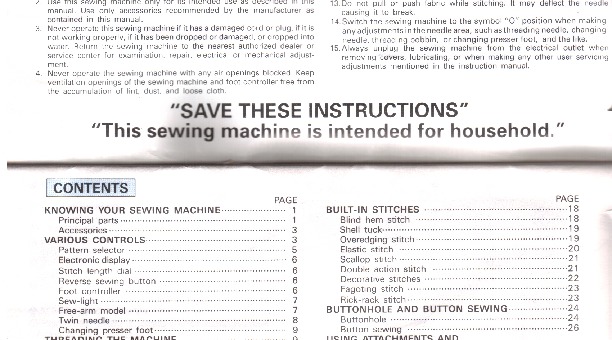 2. Use this sewing machine only for its intended use as described in this
manual. Use only accessories recommended by the manufacturer as
contained in this manual.
3. Never operate this sewing machine if it has a damaged cord or plug, if it is
not working properly, if it has been dropped or damaged, or dropped into
water. Return the sewing machine to the nearest authorized dealer or
service center for examination, repair, electrical or mechanical adjust-
ment.
4. Never operate the sewing machine with any air openings blocked. Keep
ventilation openings of the sewing machine and foot controller free from
the accumulation of lint, dust, and loose cloth.
13. Do not pull or push fabric while stitching. It may deflect the needle
causing it to break.
14. Switch the sewing machine to the symbol "O" position when making
any adjustments in the needle area, such as threading needle, changing
needle, threading bobbin, or changing presser foot, and the like.
15. Always unplug the sewing machine from the electrical outlet when
removing covers, lubricating, or when making any other user servicing
adjustments mentioned in the instruction manual.
"SAVE THESE INSTRUCTIONS"
"This sewing machine is intended for household."
CONTENTS
PAGE
KNOWING YOUR SEWING MACHINE 1
Principal parts 1
Accessories 3
VARIOUS CONTROLS 3
Pattern selector 5
Electronic display 6
Stitch length dial 6
Reverse sewing button 6
Foot controller 6
Sew-light 7
Free-arm model 7
Twin needle 8
Changing presser foot 9
THREADING THE MACHINE 9
PAGE
BUILT-IN STITCHES 18
Blind hem stitch 18
Shell tuck 19
Overedging stitch 19
Elastic stitch 20
Scallop stitch 21
Double action stitch 21
Decorative stitches 22
Fagoting stitch 23
Rick-rack stitch 23
BUTTONHOLE AND BUTTON SEWING 24
Buttonhole 24
Button sewing 26
USING ATTACHMENTS AND